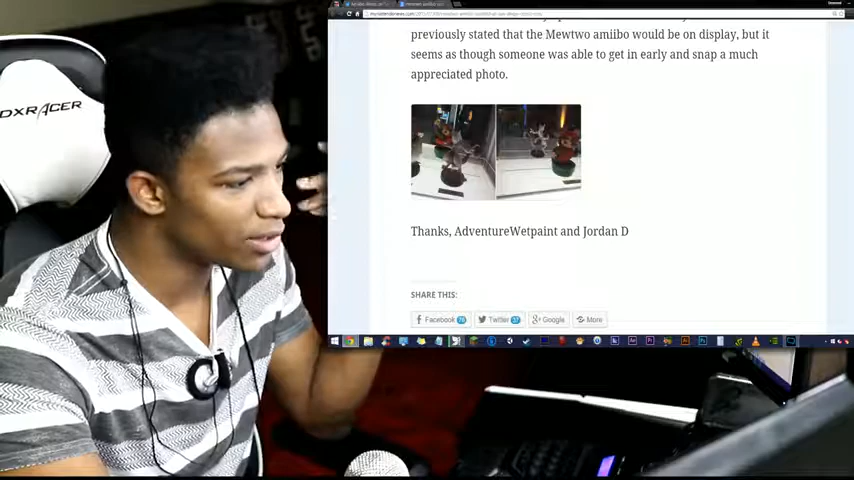 DXRACER
previously stated that the Mewtwo amiibo would be on display, but it
seems as though someone was able to get in early and snap a much
appreciated photo.
Thanks, AdventureWetpaint and Jordan D
SHARE THIS:
Facebook 76
Twitter 37
Google
More